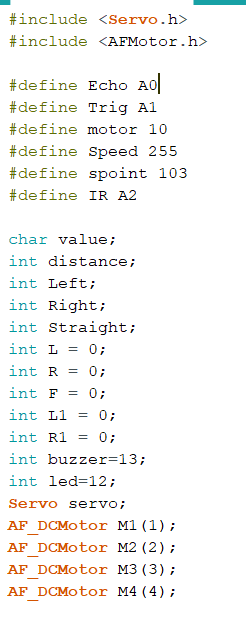 #include <Servo.h>
#include <AFMotor.h>
#define Echo A0
#define Trig A1
#define motor 10
#define Speed 255
#define spoint 103
#define IR A2
char value;
int distance;
int Left;
int Right;
int Straight;
int L = 0;
int R = 0;
int F = 0;
int L1 = 0;
int R1 = 0;
int buzzer=13;
int led=12;
Servo servo;
AF_DCMotor M1(1);
AF_DCMotor M2(2);
AF_DCMotor M3(3);
AF_DCMotor M4(4);